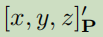 [x, y, z]'_P